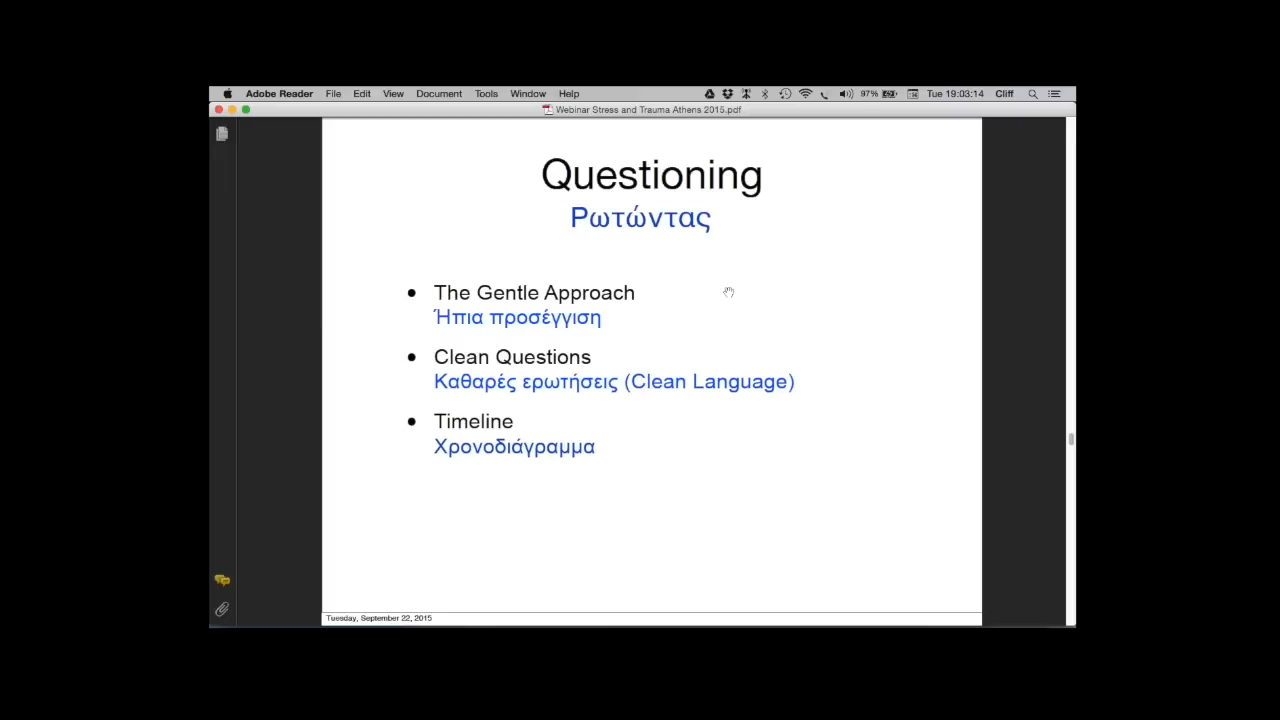 Adobe Reader File Edit View Document Tools Window Help 97% Tue 19:03:14 Cliff
Webinar Stress and Trauma Athens 2015.pdf
Questioning
Ρωτώντας
• The Gentle Approach
Ήπια προσέγγιση
• Clean Questions
Καθαρές ερωτήσεις (Clean Language)
• Timeline
Χρονοδιάγραμμα
Tuesday, September 22, 2015